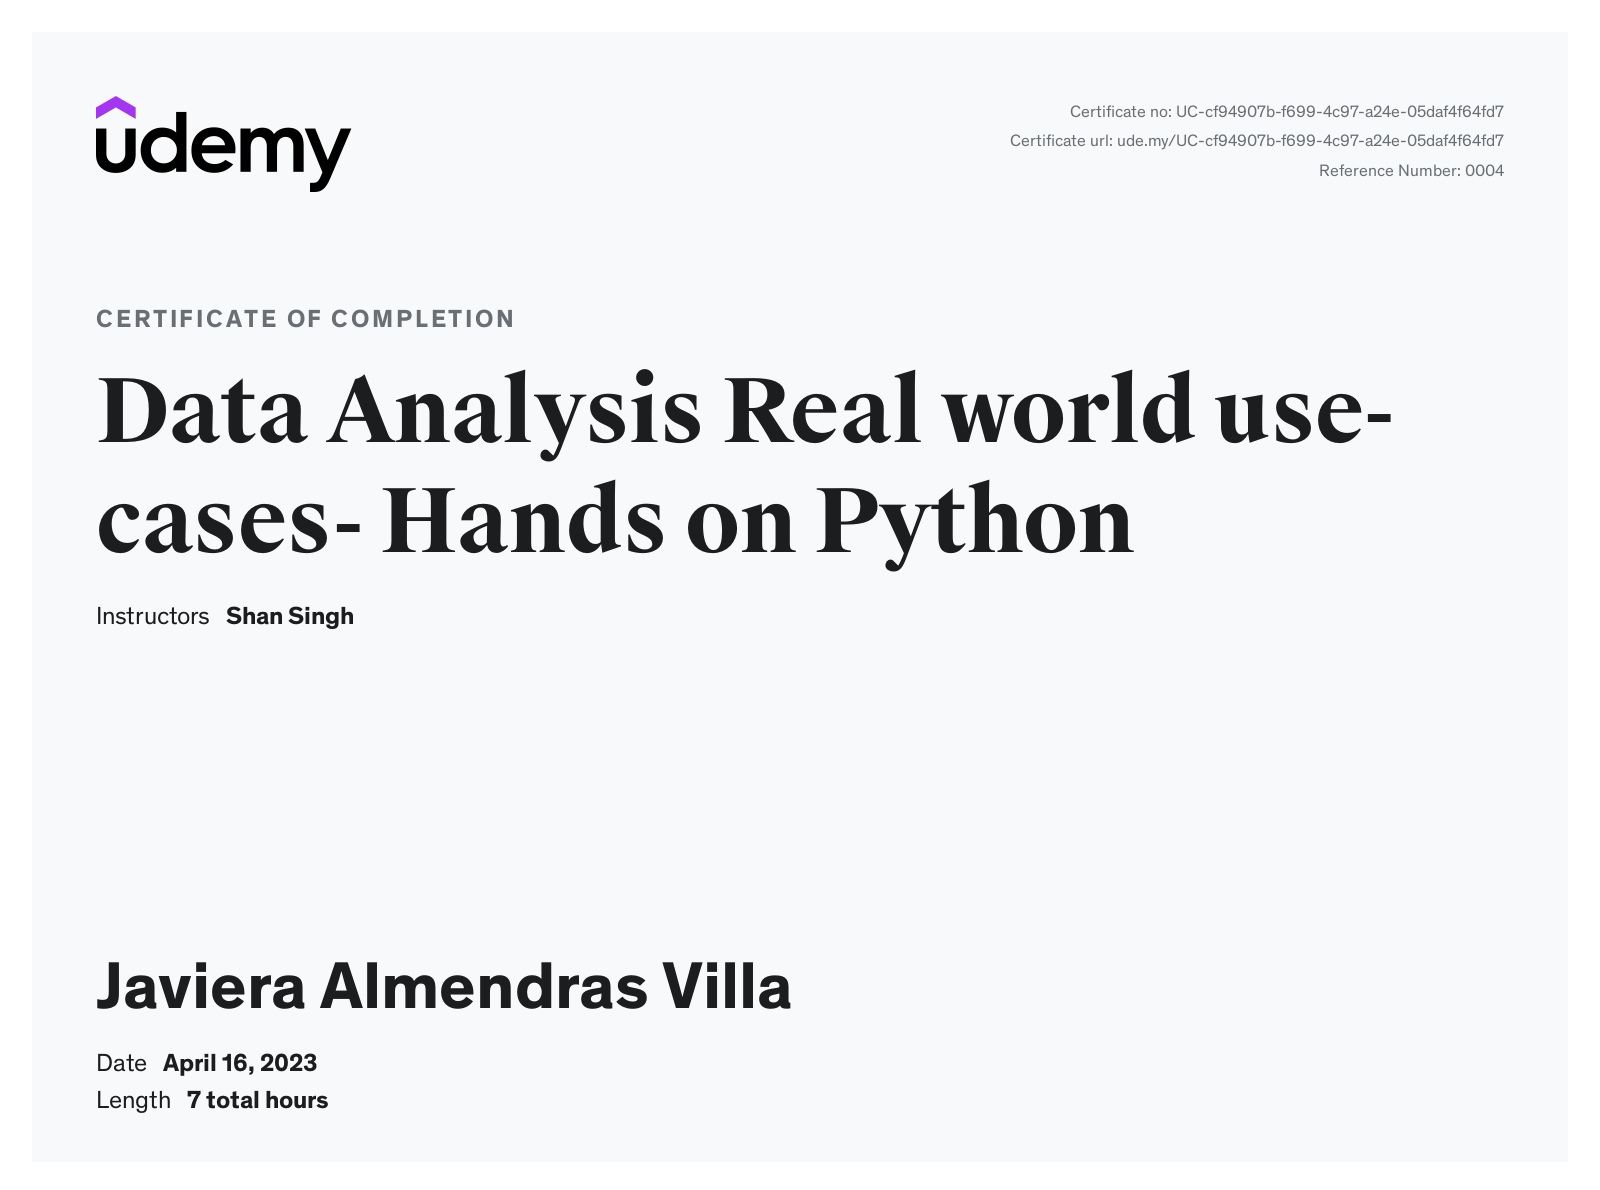 udemy
Certificate no: UC-cf94907b-f699-4c97-a24e-05daf4f64fd7
Certificate url: ude.my/UC-cf94907b-f699-4c97-a24e-05daf4f64fd7
Reference Number: 0004
CERTIFICATE OF COMPLETION
Data Analysis Real world use-
cases- Hands on Python
Instructors Shan Singh
Javiera Almendras Villa
Date April 16, 2023
Length 7 total hours